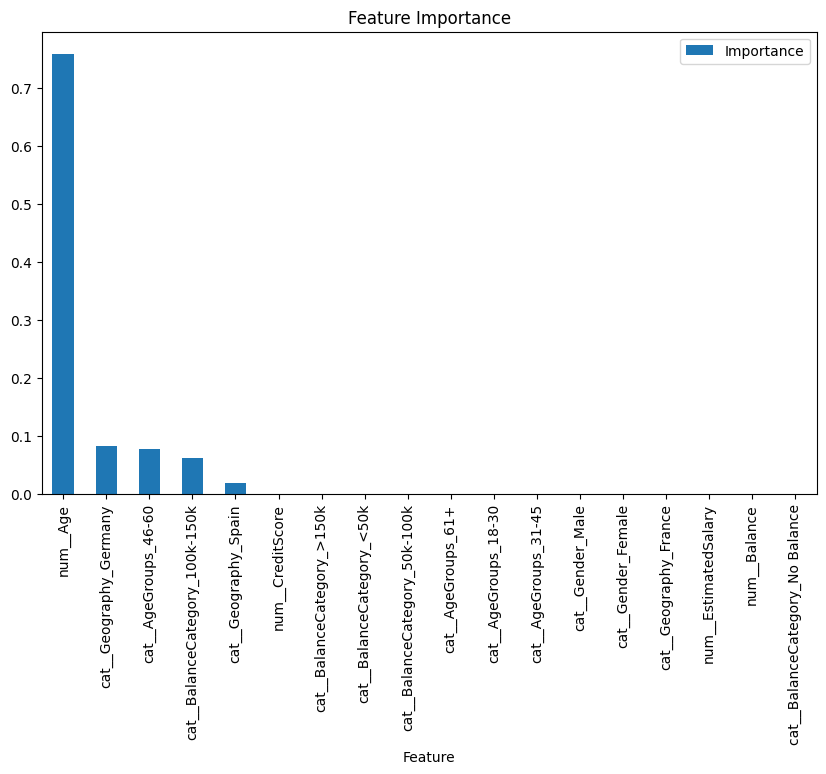 Feature Importance
Importance
0.7
0.6
0.5
0.4
0.3
0.2
0.1
0.0
num__Age
cat__Geography_Germany
cat__AgeGroups_46-60
cat__BalanceCategory_100k-150k
cat__Geography_Spain
num__CreditScore
cat__BalanceCategory_>150k
cat__BalanceCategory_<50k
cat__BalanceCategory_50k-100k
cat__AgeGroups_61+
cat__AgeGroups_18-30
cat__AgeGroups_31-45
cat__Gender_Male
cat__Gender_Female
cat__Geography_France
num__EstimatedSalary
num__Balance
cat__BalanceCategory_No Balance
Feature